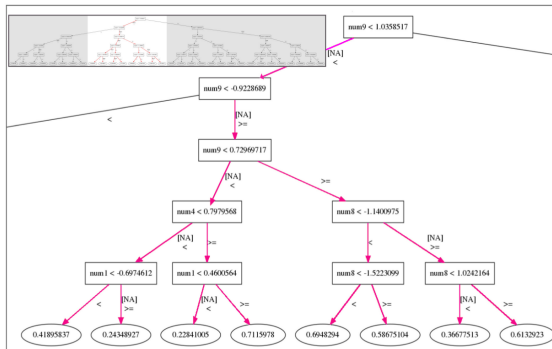 num9 < 1.0358517
[NA]
<
num9 < -0.9228689
<
[NA]
>=
num9 < 0.72969717
[NA]
<
>=
num4 < 0.7979568
num8 < -1.1400975
[NA]
<
>=
<
[NA]
>=
num1 < -0.6974612
num1 < 0.4600564
num8 < -1.5223099
num8 < 1.0242164
<
[NA]
>=
[NA]
<
>=
<
>=
[NA]
<
>=
0.41895837
0.24348927
0.22841005
0.7115978
0.6948294
0.58675104
0.36677513
0.6132923